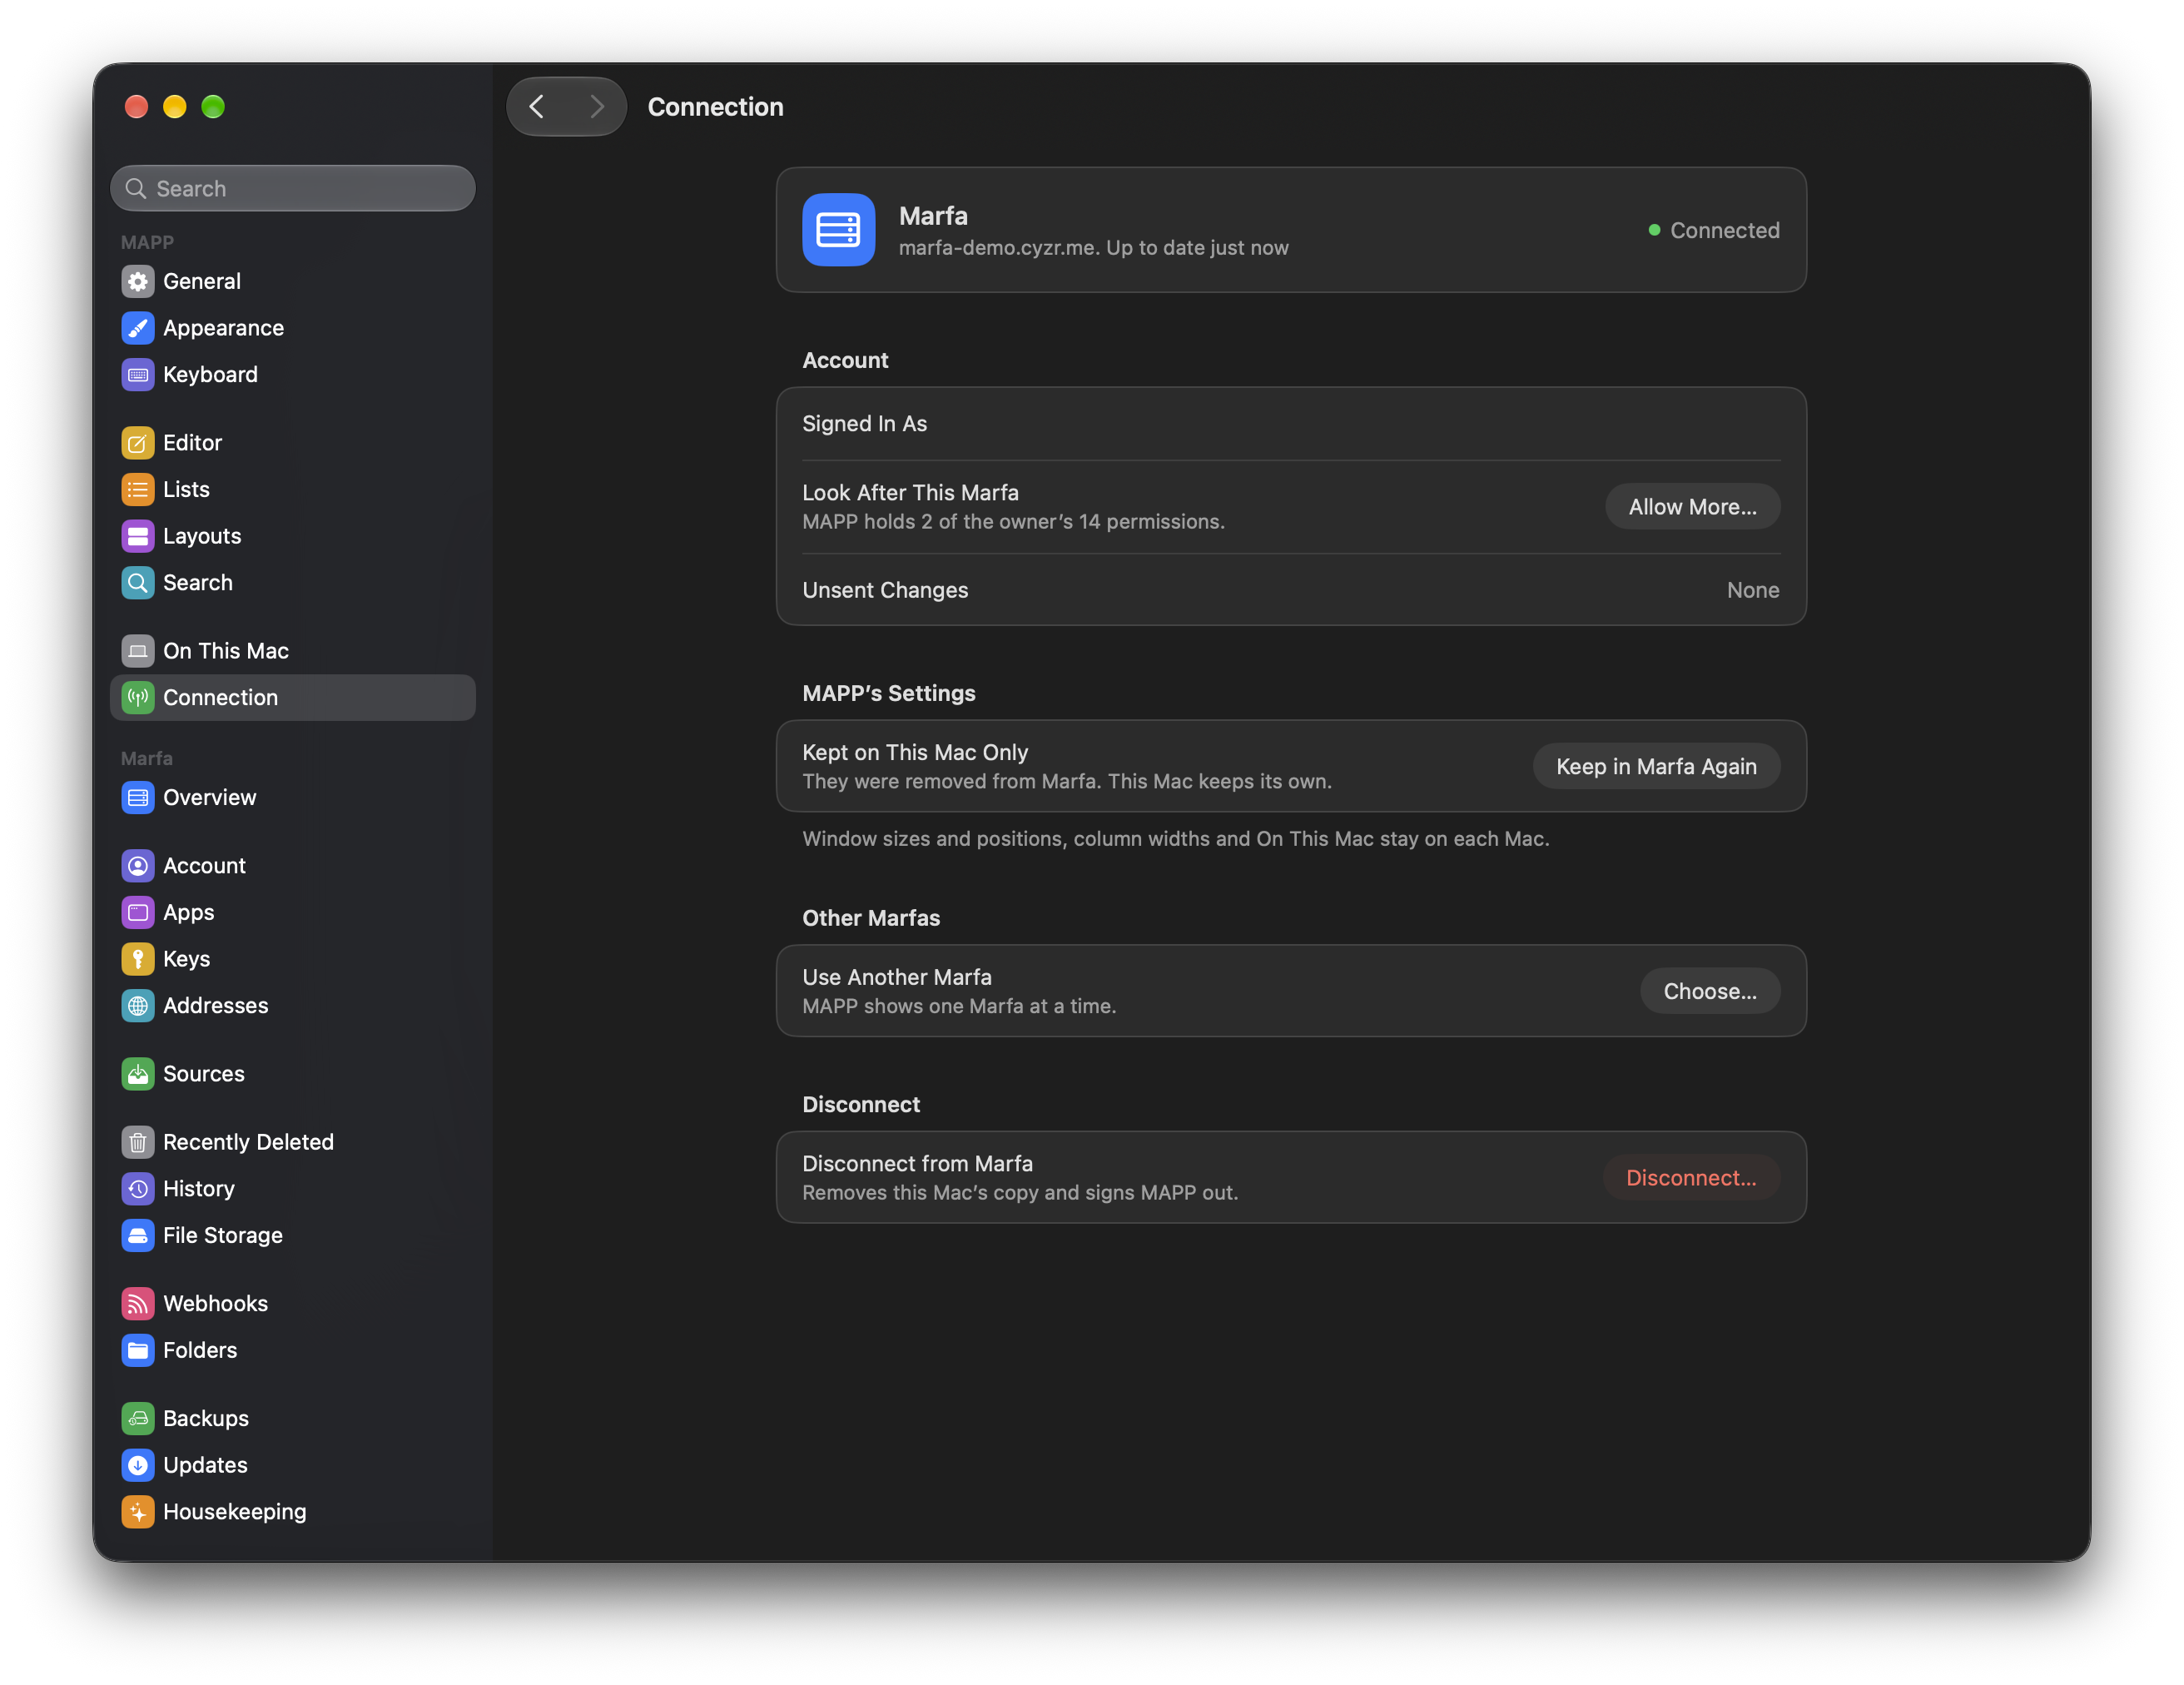 Connection
Search
MAPP
General
Appearance
Keyboard
Editor
Lists
Layouts
Search
On This Mac
Connection
Marfa
Overview
Account
Apps
Keys
Addresses
Sources
Recently Deleted
History
File Storage
Webhooks
Folders
Backups
Updates
Housekeeping
Marfa
marfa-demo.cyzr.me. Up to date just now
Connected
Account
Signed In As
Look After This Marfa
MAPP holds 2 of the owner’s 14 permissions.
Allow More...
Unsent Changes
None
MAPP’s Settings
Kept on This Mac Only
They were removed from Marfa. This Mac keeps its own.
Keep in Marfa Again
Window sizes and positions, column widths and On This Mac stay on each Mac.
Other Marfas
Use Another Marfa
MAPP shows one Marfa at a time.
Choose...
Disconnect
Disconnect from Marfa
Removes this Mac’s copy and signs MAPP out.
Disconnect...